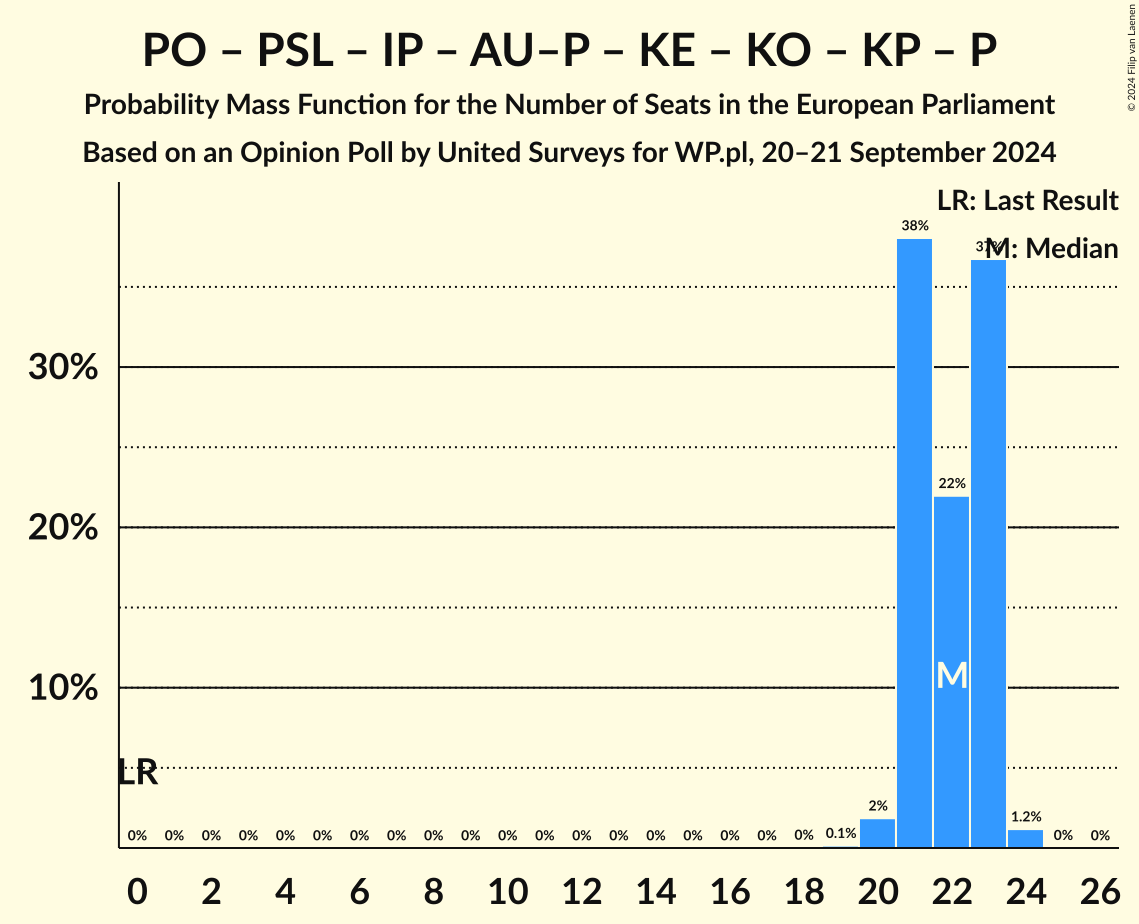 PO – PSL – IP – AU–P – KE – KO – KP – P
Probability Mass Function for the Number of Seats in the European Parliament
Based on an Opinion Poll by United Surveys for WP.pl, 20–21 September 2024
© 2024 Filip van Laenen
LR: Last Result
M: Median
38%
37%
30%
22%
20%
M
10%
LR
0% 0% 0% 0% 0% 0% 0% 0% 0% 0% 0% 0% 0% 0% 0% 0% 0% 0% 0% 0.1% 2% 1.2% 0% 0%
0 2 4 6 8 10 12 14 16 18 20 22 24 26